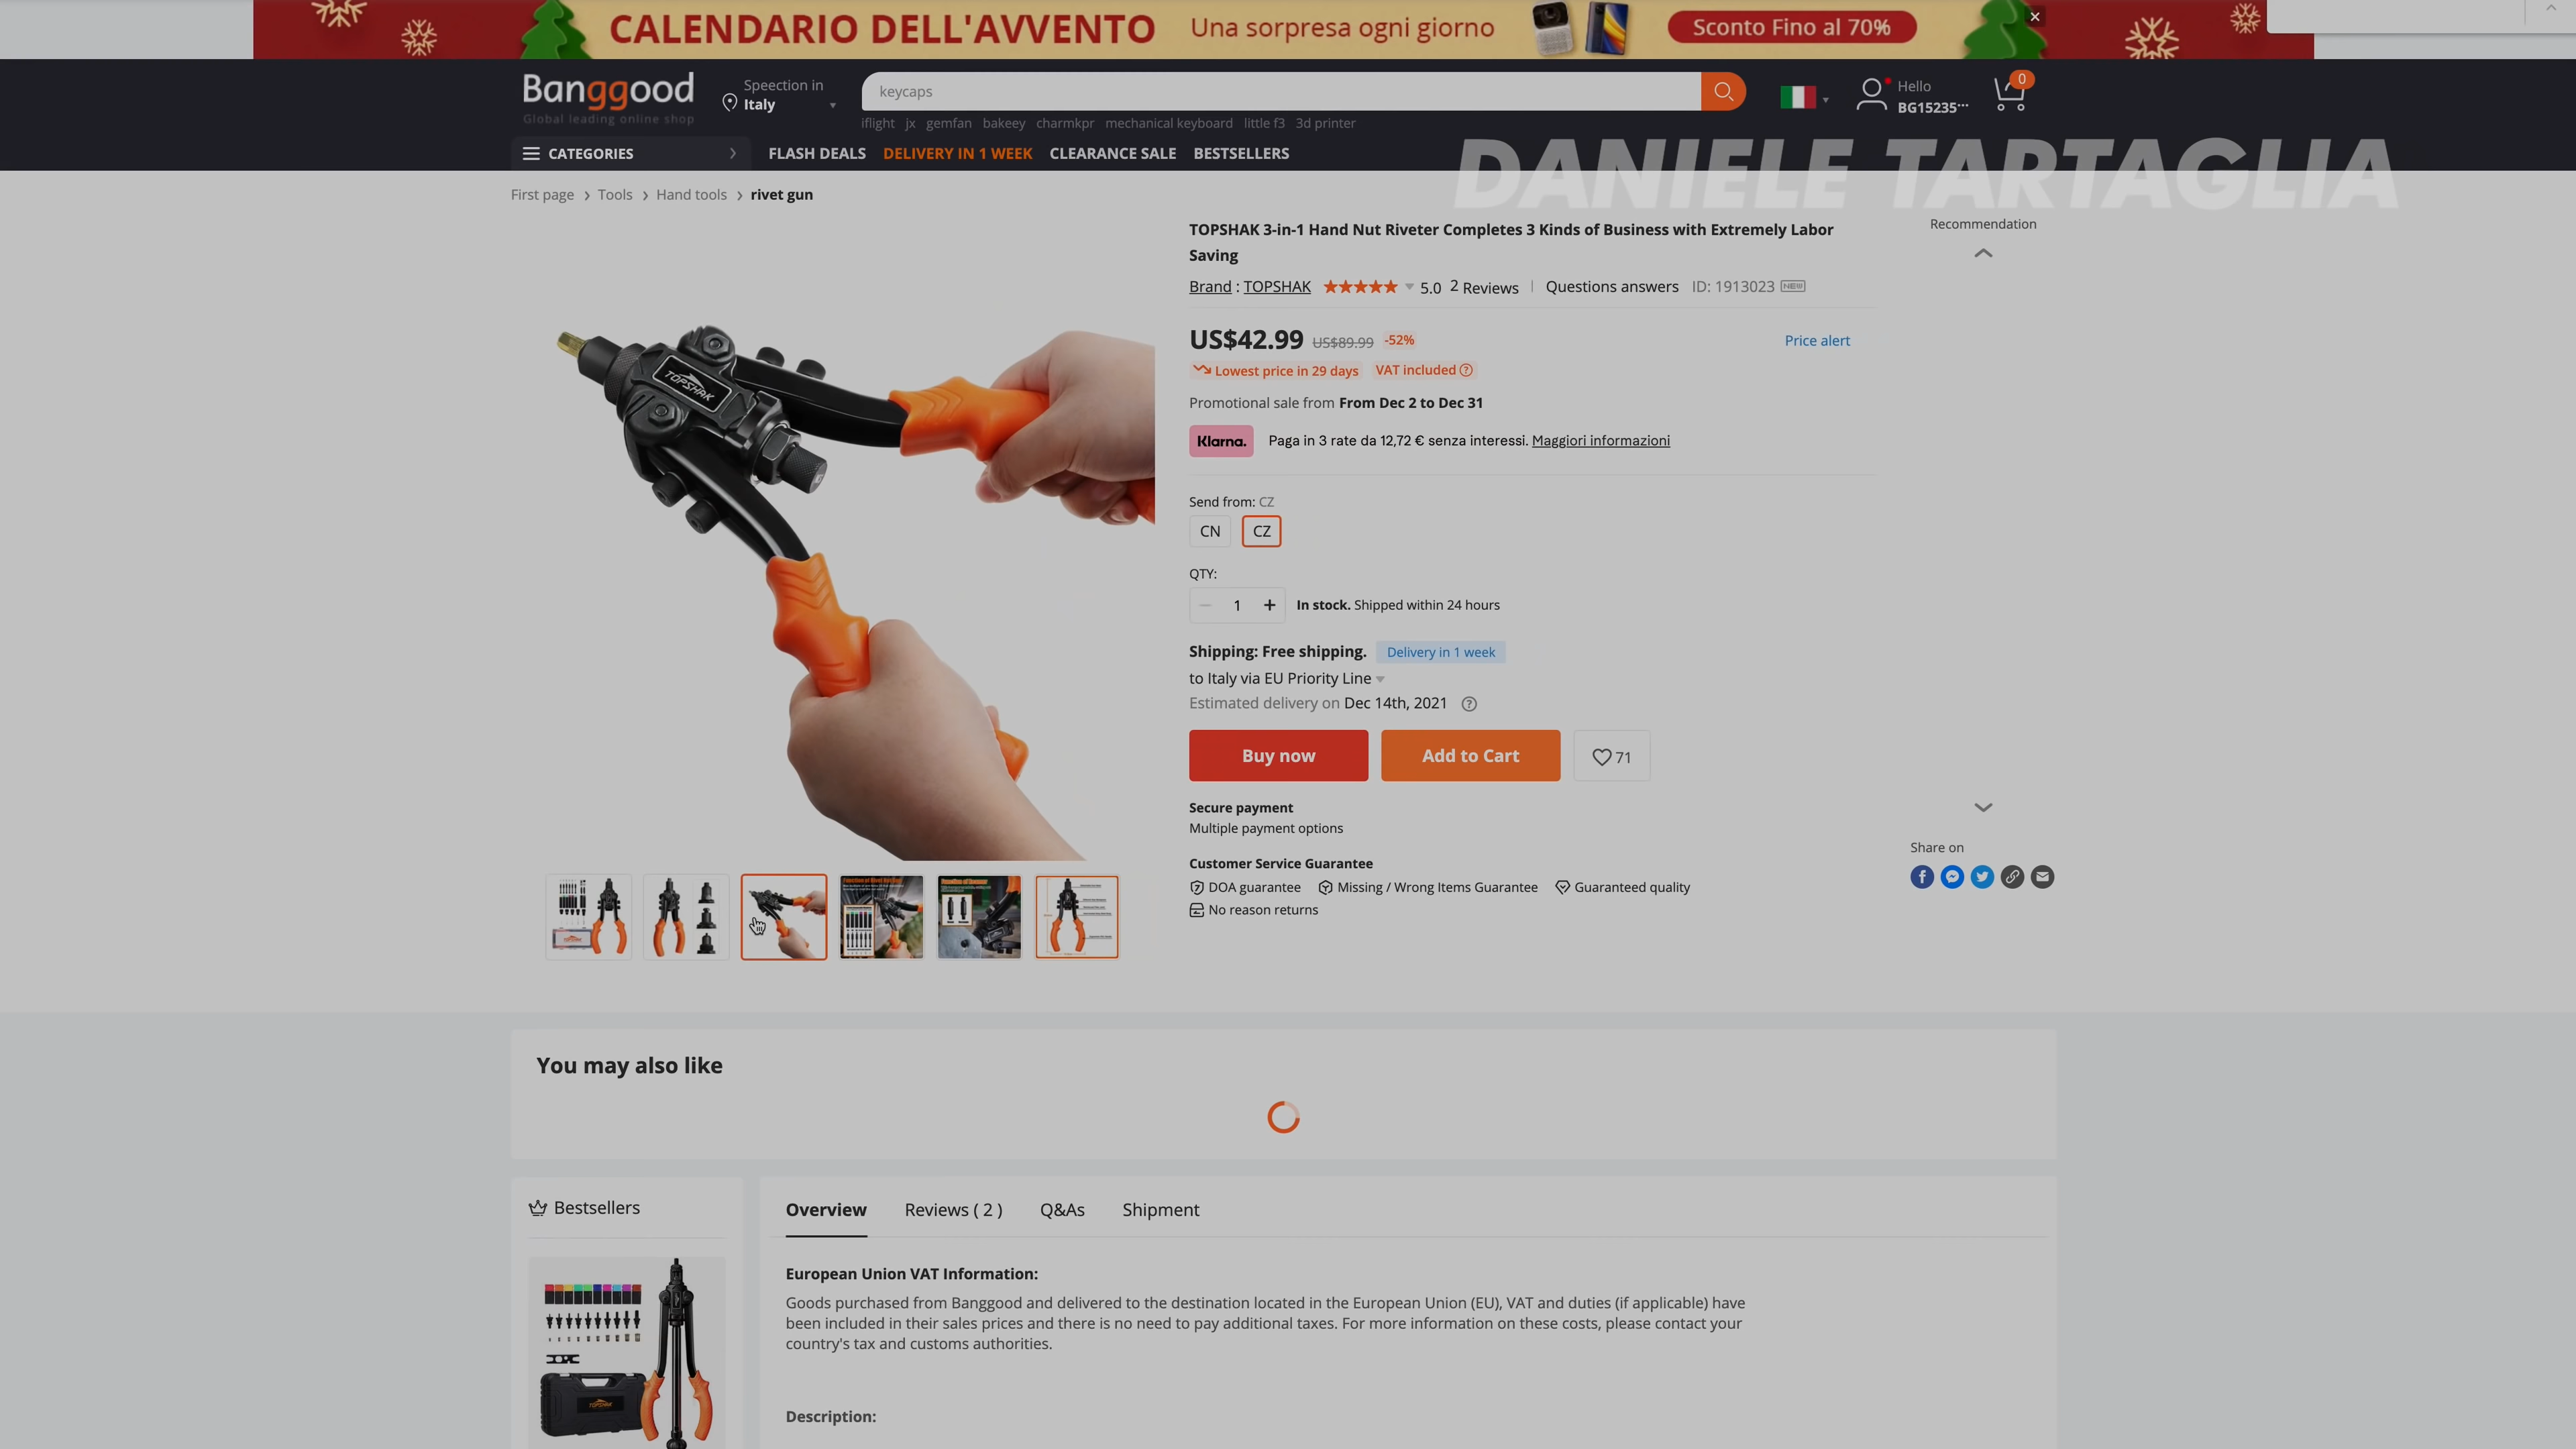 CALENDARIO DELL'AVVENTO Una sorpresa ogni giorno Sconto Fino al 70%
Banggood
Global leading online shop
Speection in
Italy
keycaps
Hello
BG15235···
0
iflight jx gemfan bakeey charmkpr mechanical keyboard little f3 3d printer
CATEGORIES
FLASH DEALS DELIVERY IN 1 WEEK CLEARANCE SALE BESTSELLERS
DANIELE TARTAGLIA
First page > Tools > Hand tools > rivet gun
TOPSHAK 3-in-1 Hand Nut Riveter Completes 3 Kinds of Business with Extremely Labor
Saving
Brand : TOPSHAK 5.0 2 Reviews Questions answers ID: 1913023 NEW
US$42.99 US$89.99 -52% Price alert
Lowest price in 29 days VAT included
Promotional sale from From Dec 2 to Dec 31
Klarna. Paga in 3 rate da 12,72 € senza interessi. Maggiori informazioni
Send from: CZ
CN CZ
QTY:
1 + In stock. Shipped within 24 hours
Shipping: Free shipping. Delivery in 1 week
to Italy via EU Priority Line
Estimated delivery on Dec 14th, 2021
Buy now Add to Cart 71
Secure payment
Multiple payment options
Customer Service Guarantee
DOA guarantee Missing / Wrong Items Guarantee Guaranteed quality
No reason returns
Recommendation
Share on
TOPSHAK
You may also like
Bestsellers
TOPSHAK
Overview Reviews ( 2 ) Q&As Shipment
European Union VAT Information:
Goods purchased from Banggood and delivered to the destination located in the European Union (EU), VAT and duties (if applicable) have
been included in their sales prices and there is no need to pay additional taxes. For more information on these costs, please contact your
country's tax and customs authorities.
Description: